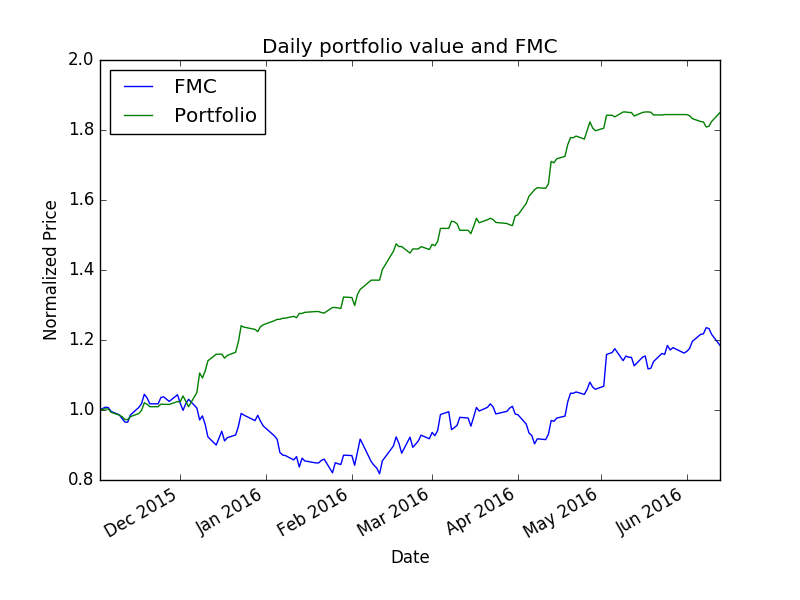 Daily portfolio value and FMC
FMC
Portfolio
Normalized Price
2.0
1.8
1.6
1.4
1.2
1.0
0.8
Dec 2015
Jan 2016
Feb 2016
Mar 2016
Apr 2016
May 2016
Jun 2016
Date